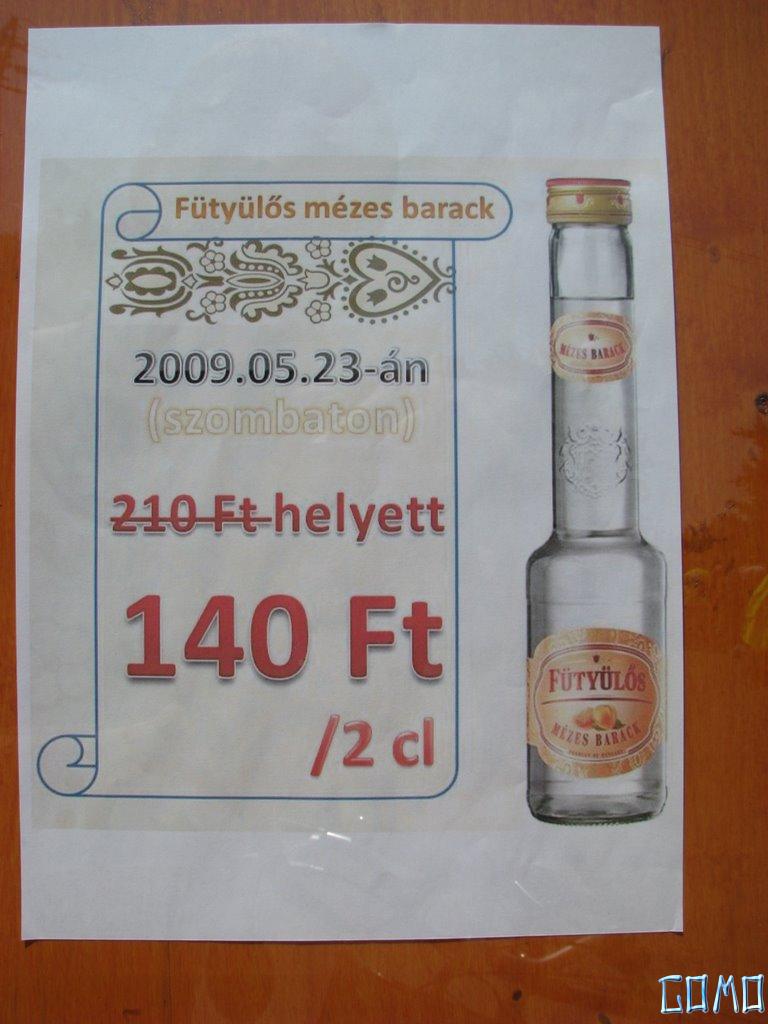 Fütyülős mézes barack
2009.05.23-án
(szombaton)
210 Ft helyett
140 Ft
/2 cl
MÉZES BARACK
FÜTYÜLŐS
MÉZES BARACK
GOMO